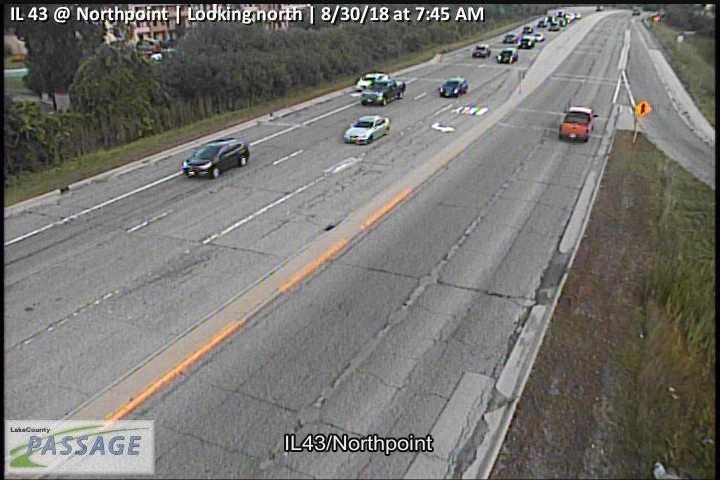 IL 43 @ Northpoint | Looking north | 8/30/18 at 7:45 AM
IL43/Northpoint
LakeCounty
PASSAGE